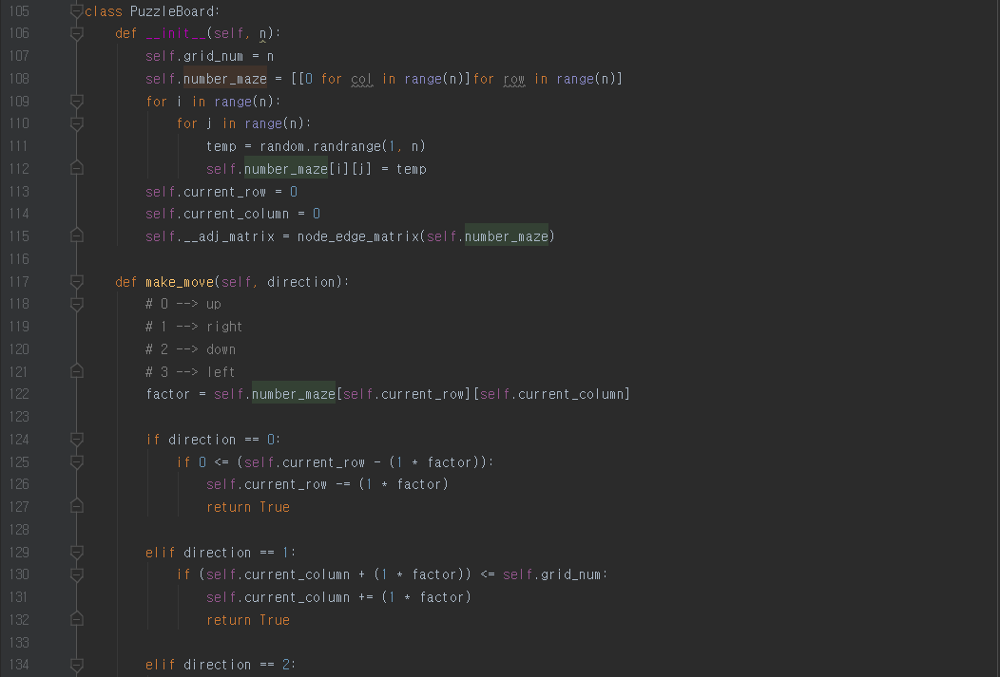 105 class PuzzleBoard:
106     def __init__(self, n):
107         self.grid_num = n
108         self.number_maze = [[0 for col in range(n)]for row in range(n)]
109         for i in range(n):
110             for j in range(n):
111                 temp = random.randrange(1, n)
112                 self.number_maze[i][j] = temp
113         self.current_row = 0
114         self.current_column = 0
115         self.__adj_matrix = node_edge_matrix(self.number_maze)
116
117     def make_move(self, direction):
118         # 0 --> up
119         # 1 --> right
120         # 2 --> down
121         # 3 --> left
122         factor = self.number_maze[self.current_row][self.current_column]
123
124         if direction == 0:
125             if 0 <= (self.current_row - (1 * factor)):
126                 self.current_row -= (1 * factor)
127                 return True
128
129         elif direction == 1:
130             if (self.current_column + (1 * factor)) <= self.grid_num:
131                 self.current_column += (1 * factor)
132                 return True
133
134         elif direction == 2: